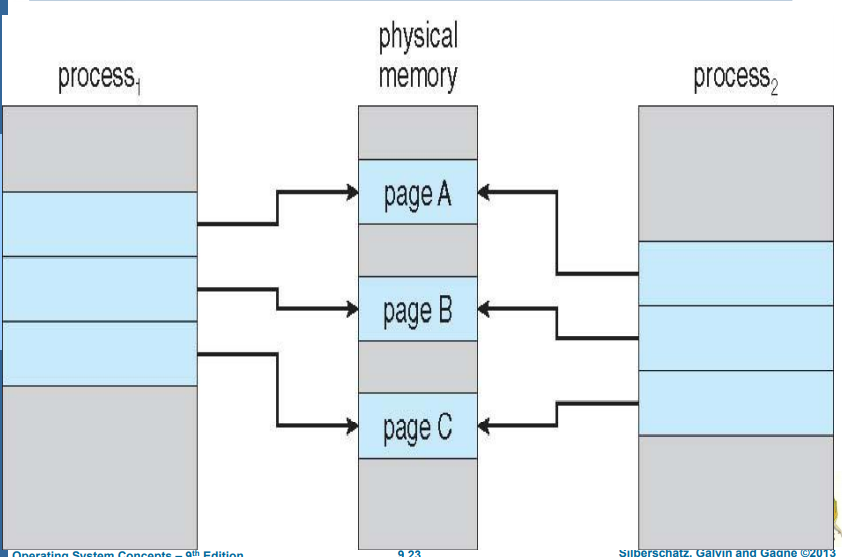 physical
memory
process₁
process₂
page A
page B
page C
Operating System Concepts – 9th Edition
9.23
Silberschatz, Galvin and Gagne ©2013